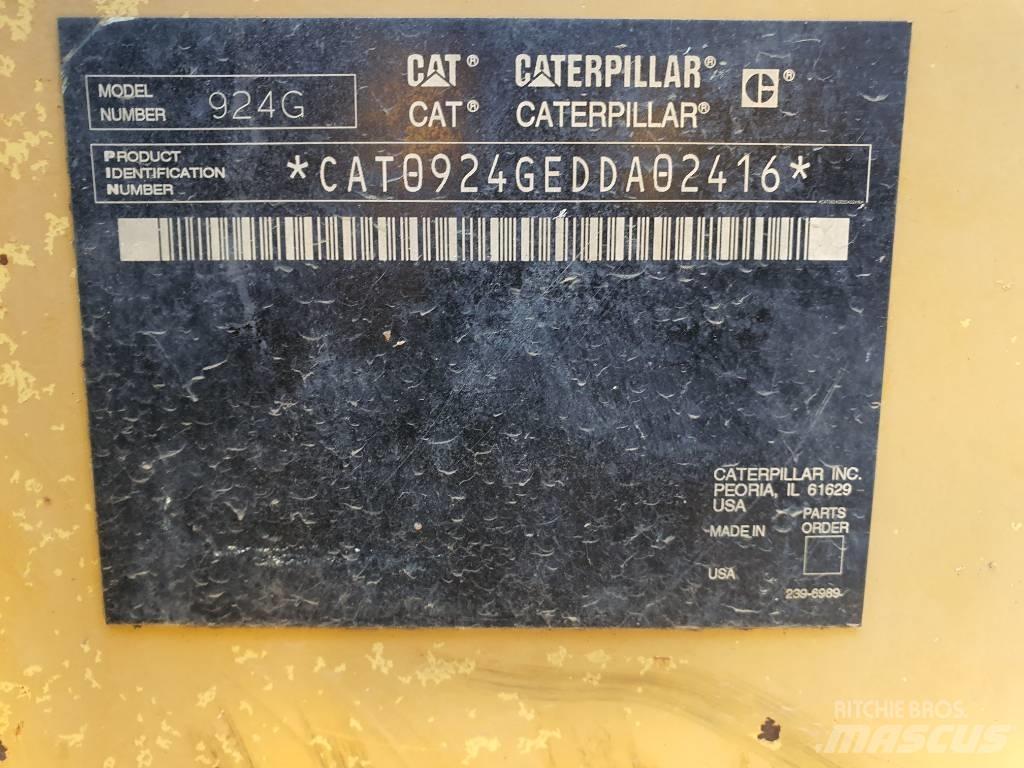 MODEL
NUMBER 924G
CAT® CATERPILLAR®
CAT® CATERPILLAR®
PRODUCT
IDENTIFICATION
NUMBER
*CAT0924GEDDA02416*
CATERPILLAR INC.
PEORIA, IL 61629
USA
PARTS
ORDER
MADE IN
USA
239-6989
RITCHIE BROS.
MASCUS